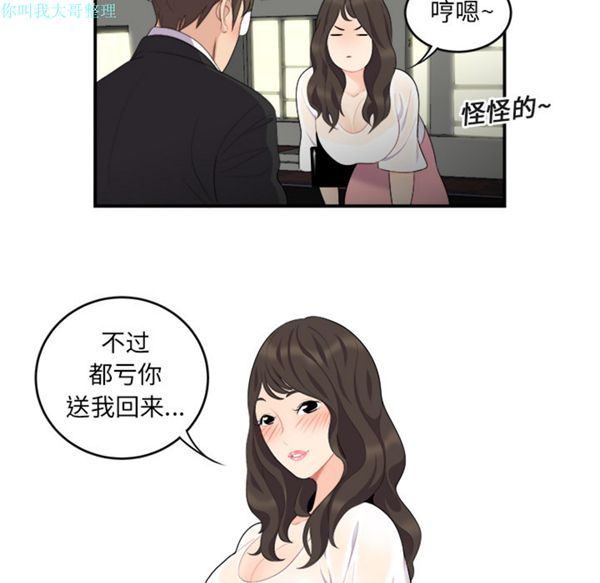 你叫我大哥整理
哼嗯~
怪怪的~
不过
都亏你
送我回来...